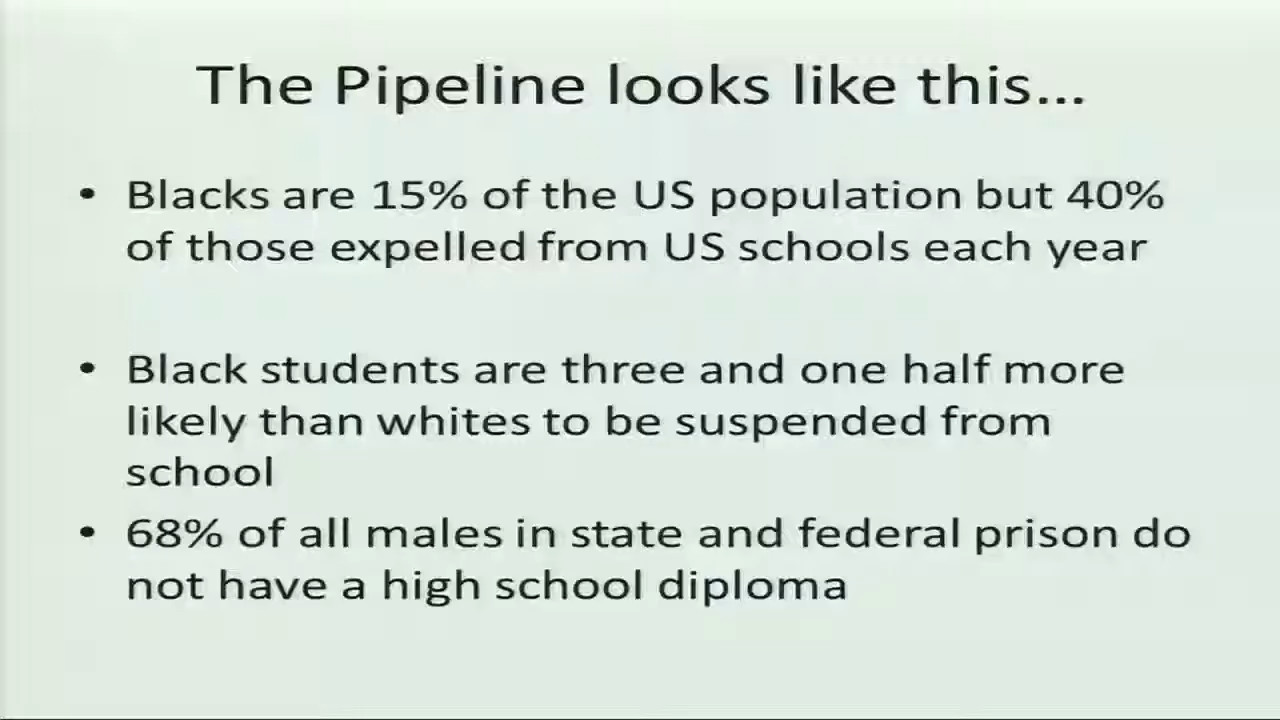 The Pipeline looks like this...
• Blacks are 15% of the US population but 40%
of those expelled from US schools each year
• Black students are three and one half more
likely than whites to be suspended from
school
• 68% of all males in state and federal prison do
not have a high school diploma